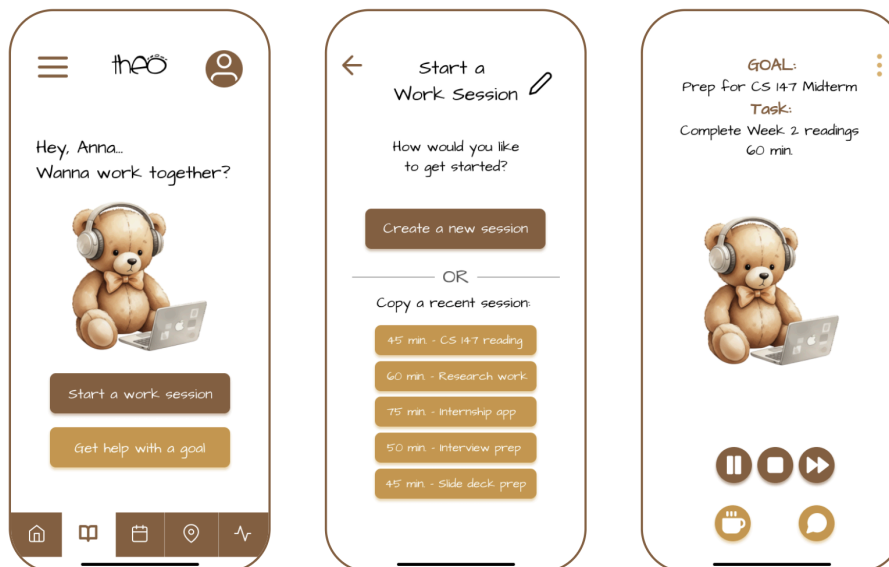 theo
Hey, Anna...
Wanna work together?
Start a work session
Get help with a goal
Start a
Work Session
How would you like
to get started?
Create a new session
OR
Copy a recent session:
45 min. - CS 147 reading
60 min. - Research work
75 min. - Internship app
50 min. - Interview prep
45 min. - Slide deck prep
GOAL:
Prep for CS 147 Midterm
Task:
Complete Week 2 readings
60 min.